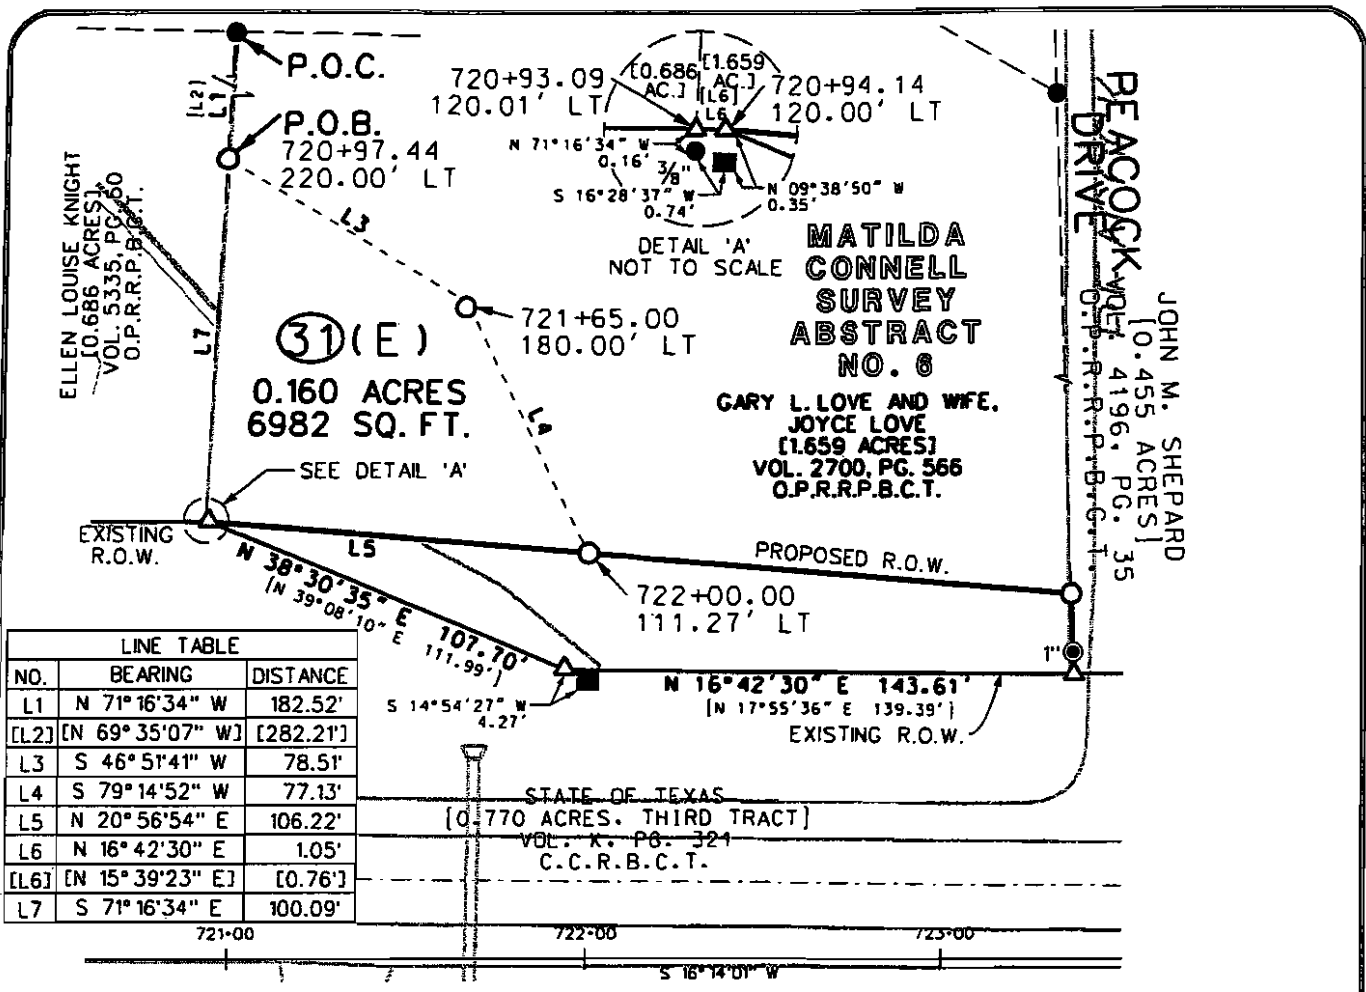 P.O.C.
[L2]
L1
P.O.B.
720+97.44
220.00' LT
720+93.09
120.01' LT
[0.686
AC.]
[1.659
AC.]
[L6]
L6
720+94.14
120.00' LT
N 71°16'34" W
0.16'
3/8"
S 16°28'37" W
0.74'
N 09°38'50" W
0.35'
DETAIL 'A'
NOT TO SCALE
PEACOCK
DRIVE
ELLEN LOUISE KNIGHT
[0.686 ACRES]
VOL. 5335, PG. 60
O.P.R.R.P.B.C.T.
L3
L7
MATILDA
CONNELL
SURVEY
ABSTRACT
NO. 6
721+65.00
180.00' LT
31 (E)
0.160 ACRES
6982 SQ. FT.
L4
GARY L. LOVE AND WIFE,
JOYCE LOVE
[1.659 ACRES]
VOL. 2700, PG. 566
O.P.R.R.P.B.C.T.
JOHN M. SHEPARD
[0.455 ACRES]
VOL. 4196, PG. 35
O.P.R.R.P.B.C.T.
SEE DETAIL 'A'
EXISTING
R.O.W.
L5
PROPOSED R.O.W.
N 38°30'35" E 107.70'
[N 39°08'10" E 111.99']
722+00.00
111.27' LT
1"
N 16°42'30" E 143.61'
[N 17°55'36" E 139.39']
EXISTING R.O.W.
S 14°54'27" W
4.27'
LINE TABLE
NO. BEARING DISTANCE
L1 N 71°16'34" W 182.52'
[L2] [N 69°35'07" W] [282.21']
L3 S 46°51'41" W 78.51'
L4 S 79°14'52" W 77.13'
L5 N 20°56'54" E 106.22'
L6 N 16°42'30" E 1.05'
[L6] [N 15°39'23" E] [0.76']
L7 S 71°16'34" E 100.09'
STATE OF TEXAS
[0.770 ACRES. THIRD TRACT]
VOL. X. PG. 321
C.C.R.B.C.T.
721+00
722+00
723+00
S 16°14'01" W